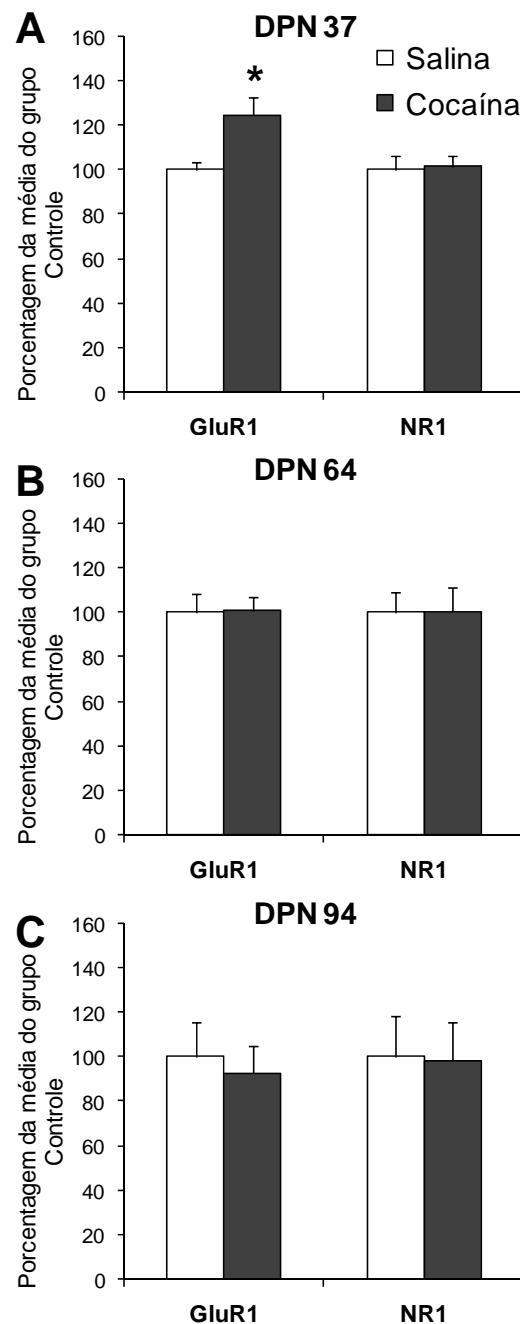 A
DPN 37
Salina
Cocaína
*
Porcentagem da média do grupo
Controle
160
140
120
100
80
60
40
20
0
GluR1
NR1
B
DPN 64
Porcentagem da média do grupo
Controle
160
140
120
100
80
60
40
20
0
GluR1
NR1
C
DPN 94
Porcentagem da média do grupo
Controle
160
140
120
100
80
60
40
20
0
GluR1
NR1